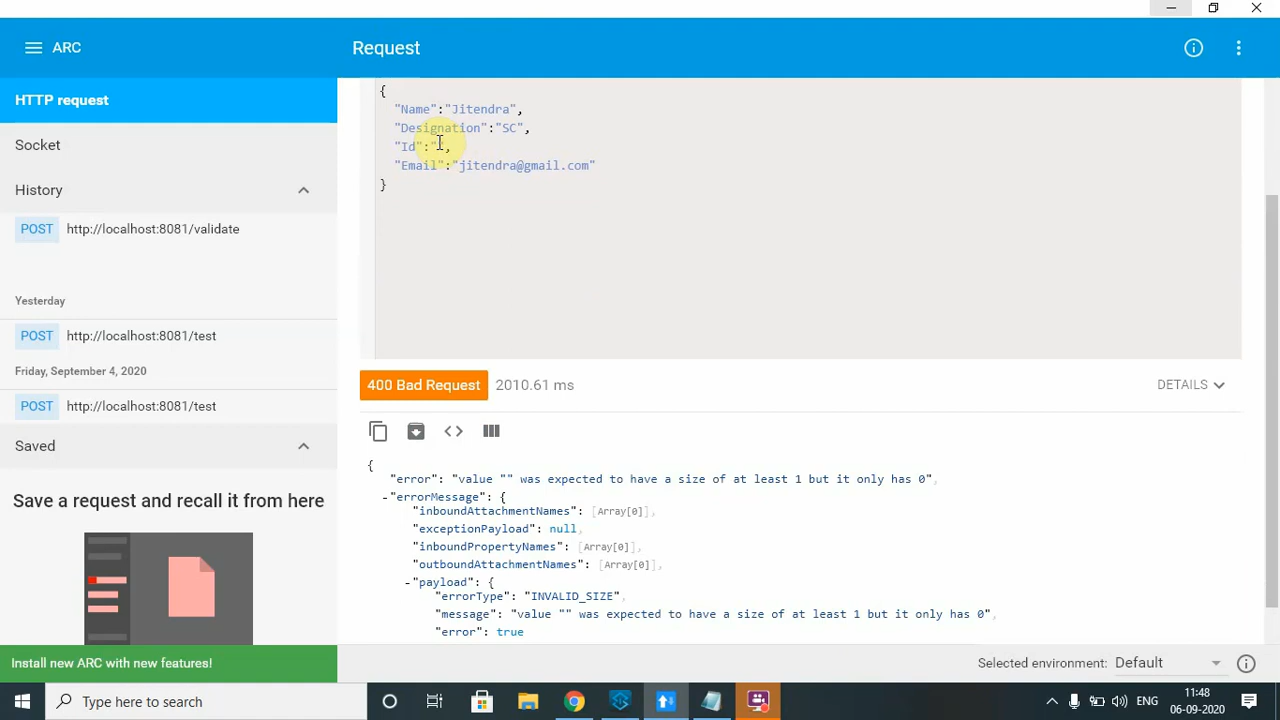 ARC
Request
HTTP request
{
"Name":"Jitendra",
"Designation":"SC",
Socket
"Id":"",
"Email":"jitendra@gmail.com"
}
History
POST http://localhost:8081/validate
Yesterday
POST http://localhost:8081/test
Friday, September 4, 2020
POST http://localhost:8081/test
400 Bad Request 2010.61 ms DETAILS
Saved
Save a request and recall it from here
{
"error": "value "" was expected to have a size of at least 1 but it only has 0",
-"errorMessage": {
"inboundAttachmentNames": [Array[0]],
"exceptionPayload": null,
"inboundPropertyNames": [Array[0]],
"outboundAttachmentNames": [Array[0]],
-"payload": {
"errorType": "INVALID_SIZE",
"message": "value "" was expected to have a size of at least 1 but it only has 0",
"error": true
Install new ARC with new features!
Selected environment: Default
Type here to search
ENG
11:48
06-09-2020